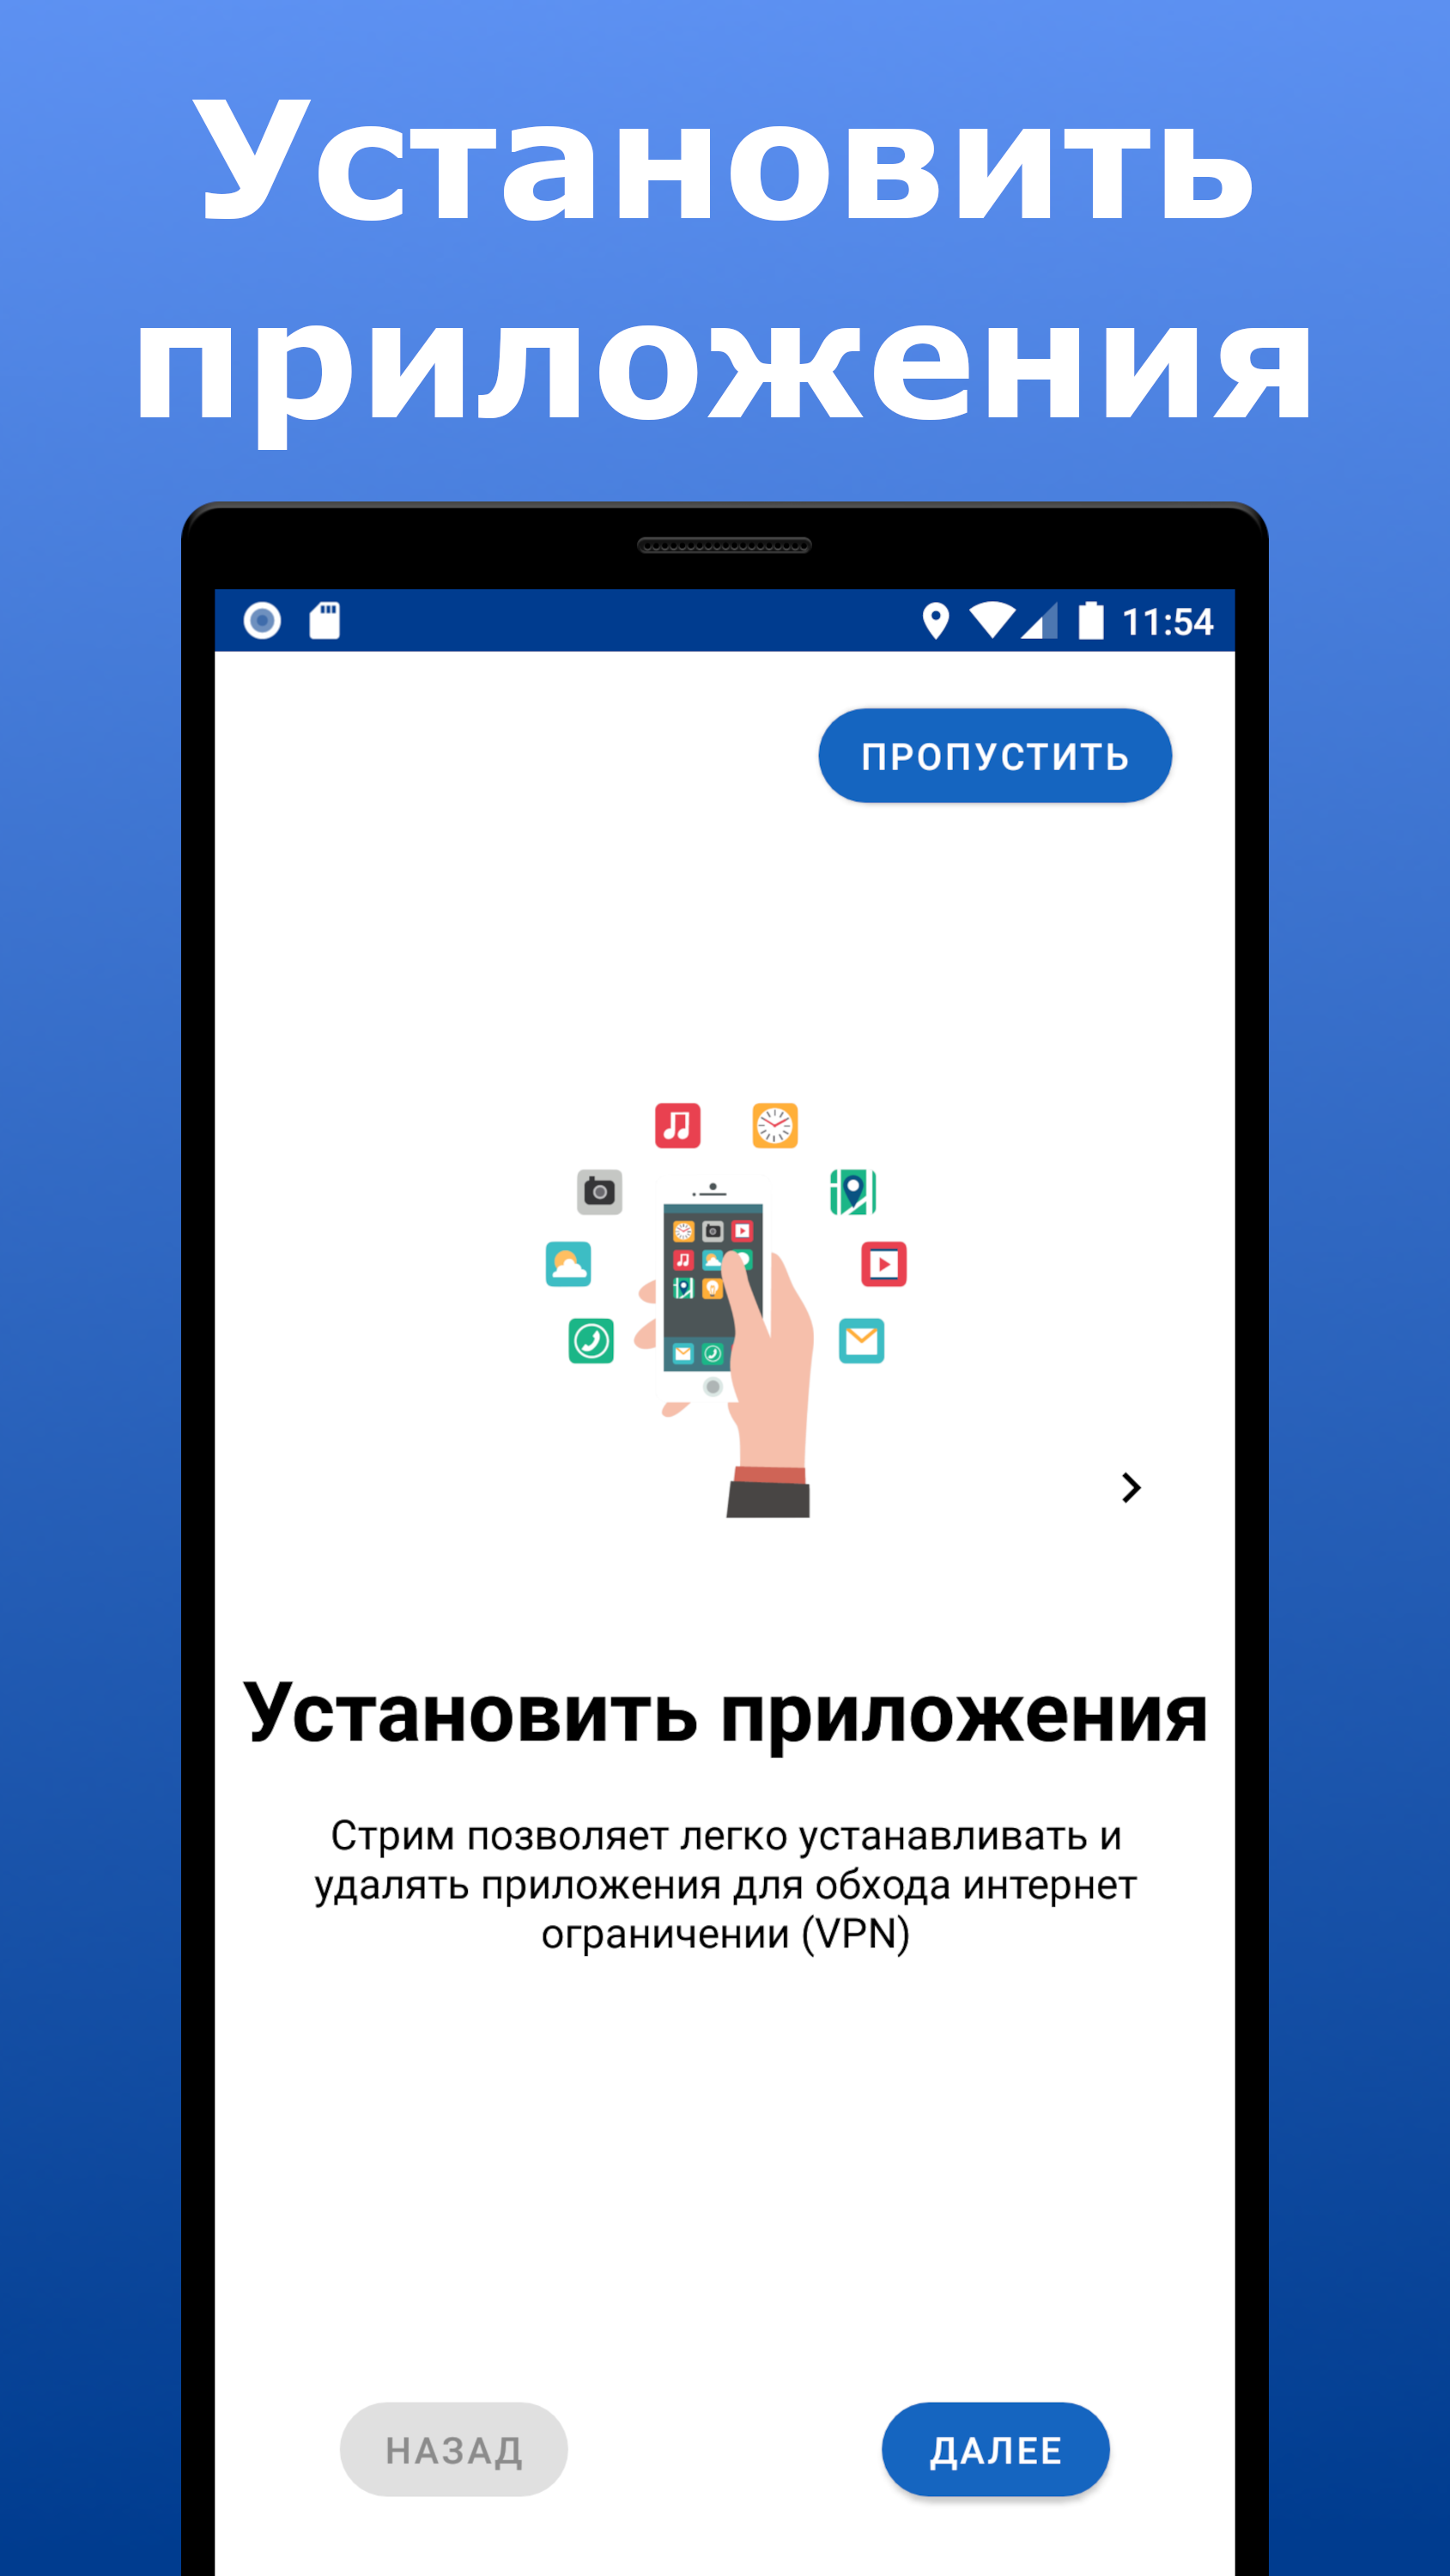 Установить
приложения
11:54
ПРОПУСТИТЬ
Установить приложения
Стрим позволяет легко устанавливать и
удалять приложения для обхода интернет
ограничении (VPN)
НАЗАД
ДАЛЕЕ